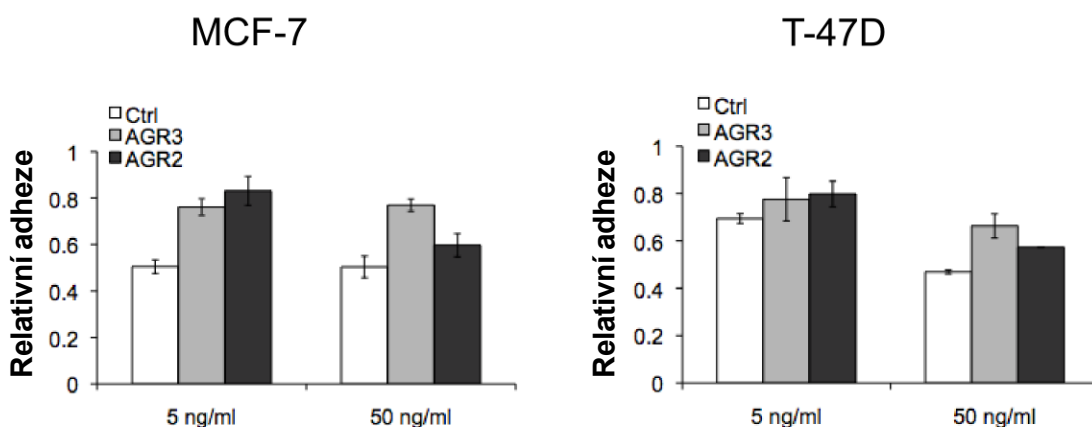 MCF-7
Ctrl
AGR3
AGR2
Relativní adheze
1
0.8
0.6
0.4
0.2
0
5 ng/ml
50 ng/ml
T-47D
Ctrl
AGR3
AGR2
Relativní adheze
1
0.8
0.6
0.4
0.2
0
5 ng/ml
50 ng/ml